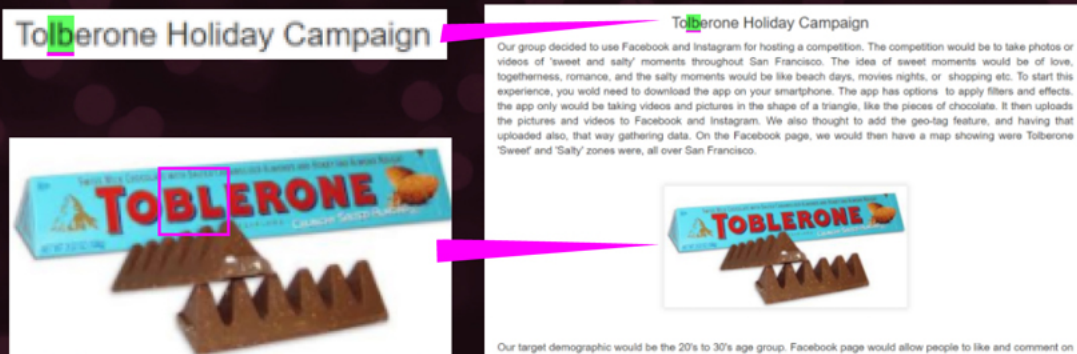 Tolberone Holiday Campaign
TOBLERONE
Tolberone Holiday Campaign
Our group decided to use Facebook and Instagram for hosting a competition. The competition would be to take photos or
videos of 'sweet and salty' moments throughout San Francisco. The idea of sweet moments would be of love,
togetherness, romance, and the salty moments would be like beach days, movies nights, or shopping etc. To start this
experience, you wold need to download the app on your smartphone. The app has options to apply filters and effects.
the app only would be taking videos and pictures in the shape of a triangle, like the pieces of chocolate. It then uploads
the pictures and videos to Facebook and Instagram. We also thought to add the geo-tag feature, and having that
uploaded also, that way gathering data. On the Facebook page, we would then have a map showing were Tolberone
'Sweet' and 'Salty' zones were, all over San Francisco.
TOBLERONE
Our target demographic would be the 20's to 30's age group. Facebook page would allow people to like and comment on